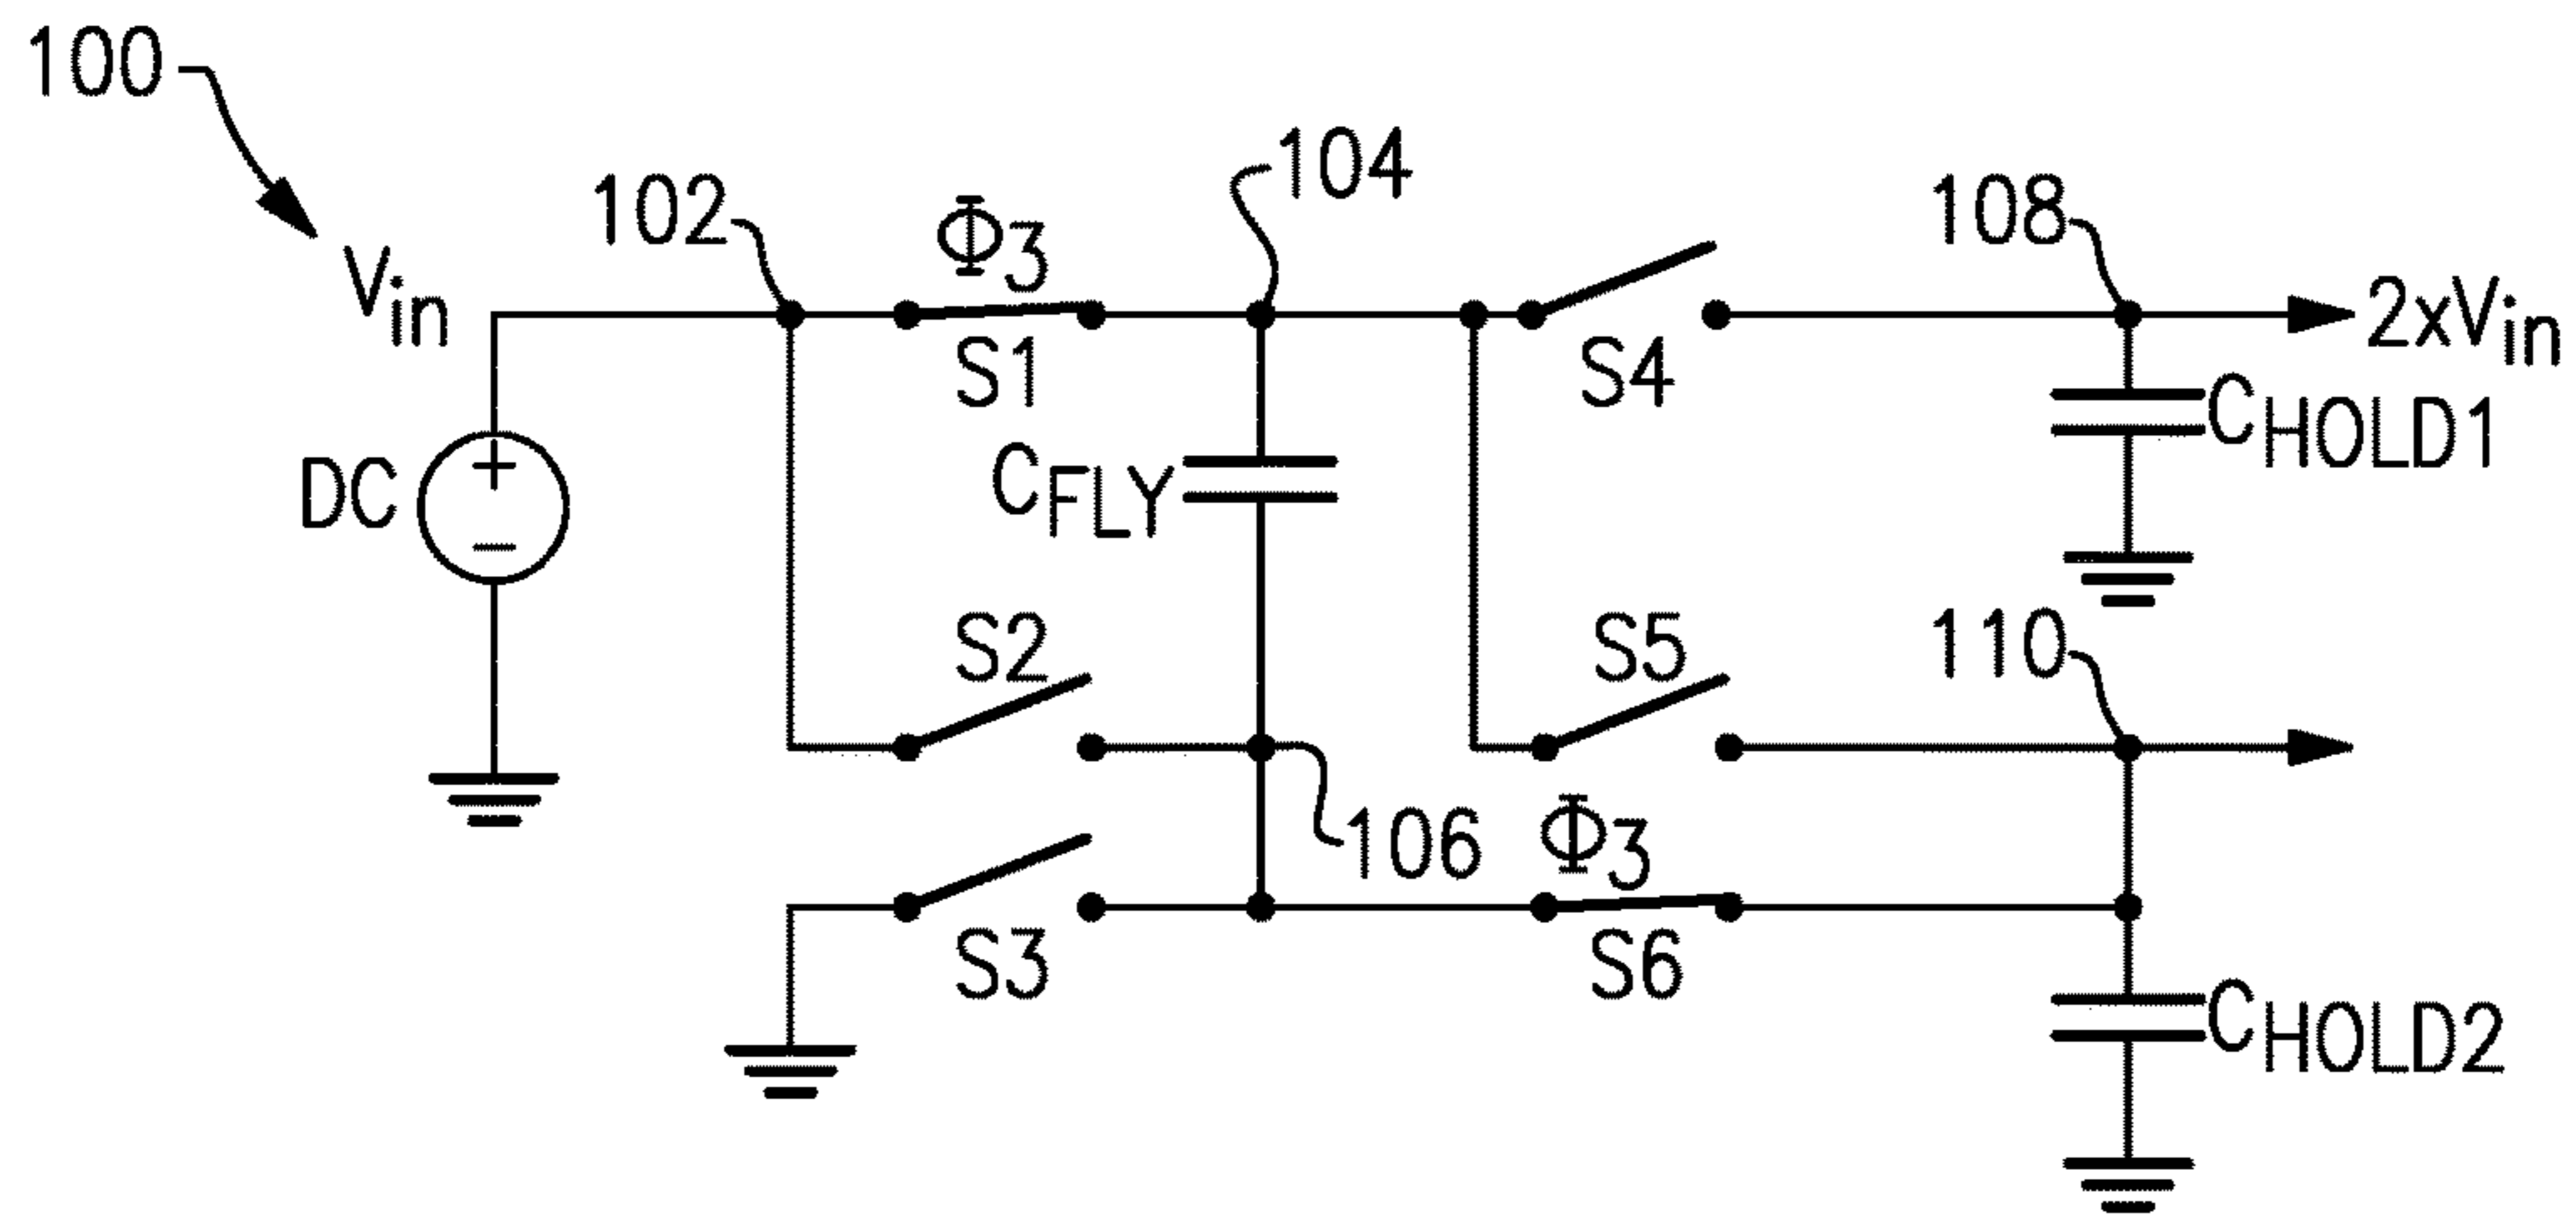 100
104
102
108
Φ3
Vin
2xVin
S1
S4
CHOLD1
DC
CFLY
S2
S5
110
106
Φ3
S3
S6
CHOLD2
+
−